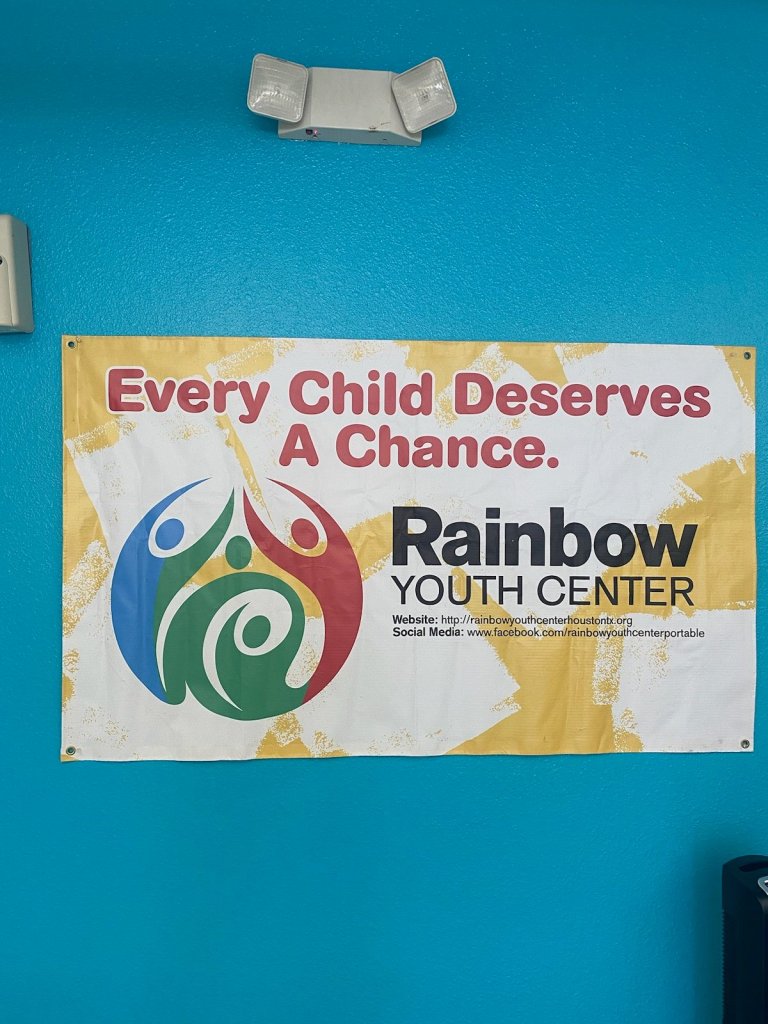 Every Child Deserves
A Chance.
Rainbow
YOUTH CENTER
Website: http://rainbowyouthcenterhoustontx.org
Social Media: www.facebook.com/rainbowyouthcenterportable